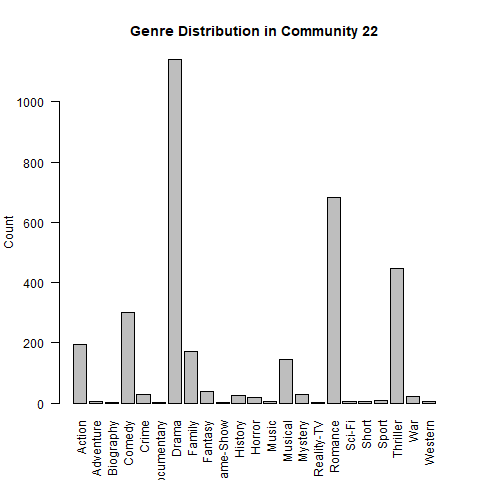 Genre Distribution in Community 22
Count
1000
800
600
400
200
0
Action
Adventure
Biography
Comedy
Crime
ocumentary
Drama
Family
Fantasy
ame-Show
History
Horror
Music
Musical
Mystery
Reality-TV
Romance
Sci-Fi
Short
Sport
Thriller
War
Western